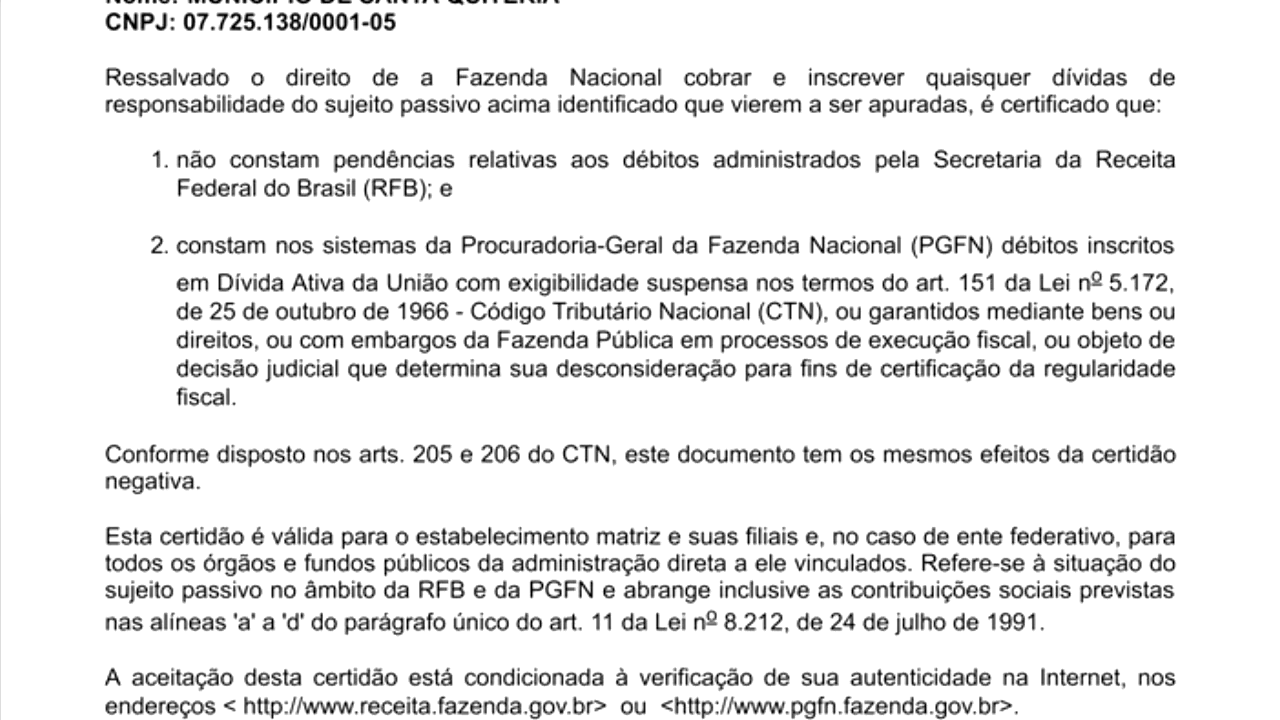 Nome: MUNICIPIO DE SANTA QUITERIA
CNPJ: 07.725.138/0001-05
Ressalvado o direito de a Fazenda Nacional cobrar e inscrever quaisquer dívidas de
responsabilidade do sujeito passivo acima identificado que vierem a ser apuradas, é certificado que:
1. não constam pendências relativas aos débitos administrados pela Secretaria da Receita
Federal do Brasil (RFB); e
2. constam nos sistemas da Procuradoria-Geral da Fazenda Nacional (PGFN) débitos inscritos
em Dívida Ativa da União com exigibilidade suspensa nos termos do art. 151 da Lei nº 5.172,
de 25 de outubro de 1966 - Código Tributário Nacional (CTN), ou garantidos mediante bens ou
direitos, ou com embargos da Fazenda Pública em processos de execução fiscal, ou objeto de
decisão judicial que determina sua desconsideração para fins de certificação da regularidade
fiscal.
Conforme disposto nos arts. 205 e 206 do CTN, este documento tem os mesmos efeitos da certidão
negativa.
Esta certidão é válida para o estabelecimento matriz e suas filiais e, no caso de ente federativo, para
todos os órgãos e fundos públicos da administração direta a ele vinculados. Refere-se à situação do
sujeito passivo no âmbito da RFB e da PGFN e abrange inclusive as contribuições sociais previstas
nas alíneas 'a' a 'd' do parágrafo único do art. 11 da Lei nº 8.212, de 24 de julho de 1991.
A aceitação desta certidão está condicionada à verificação de sua autenticidade na Internet, nos
endereços < http://www.receita.fazenda.gov.br> ou <http://www.pgfn.fazenda.gov.br>.